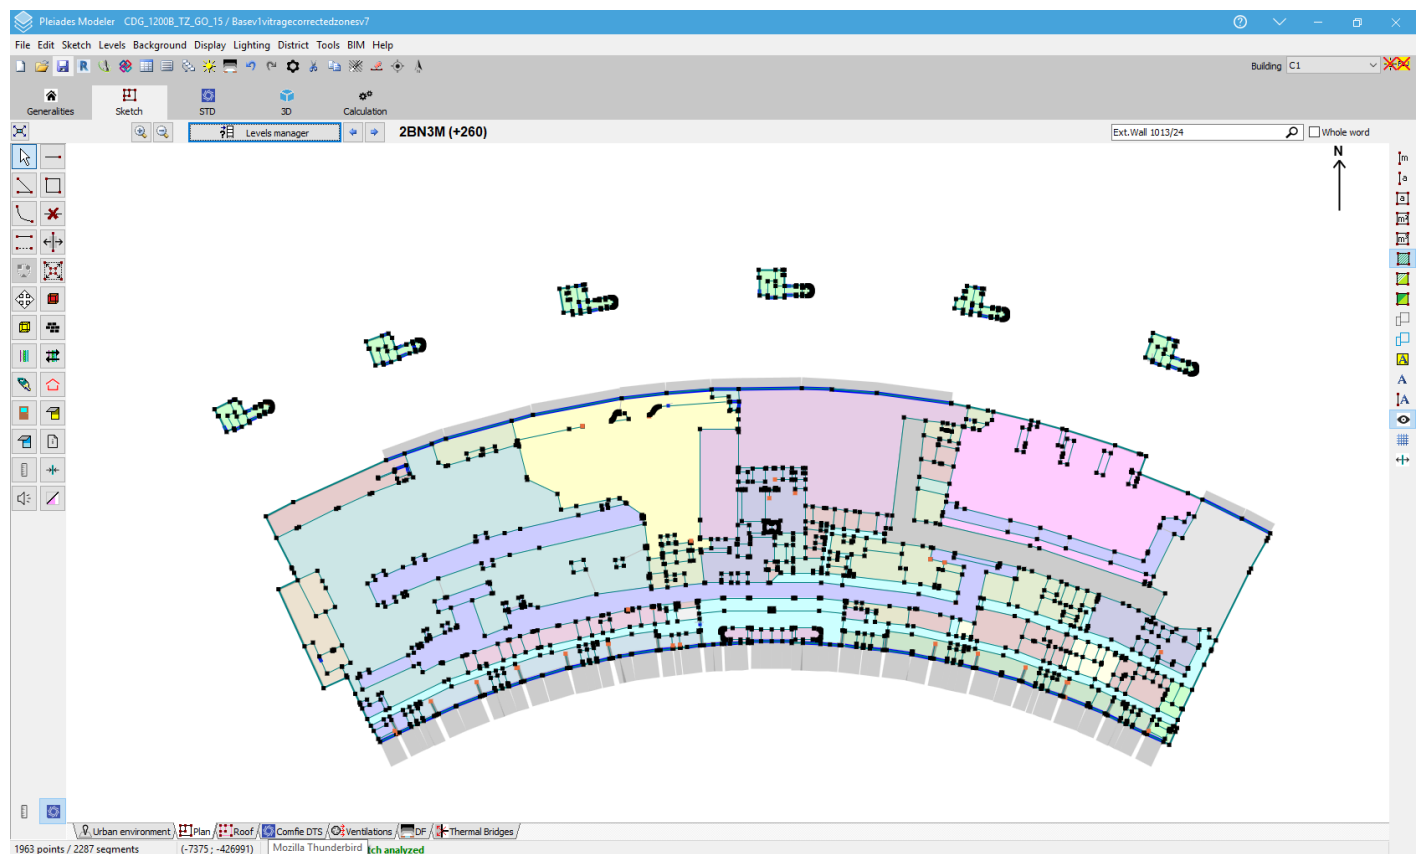 Pleiades Modeler CDG_1200B_TZ_GO_15 / Basev1vitragecorrectedzonesv7
File Edit Sketch Levels Background Display Lighting District Tools BIM Help
Building C1
Generalities Sketch STD 3D Calculation
Levels manager 2BN3M (+260) Ext.Wall 1013/24 Whole word
N
Urban environment Plan Roof Comfie DTS Ventilations DF Thermal Bridges
1963 points / 2287 segments (-7375 ; -426991) Mozilla Thunderbird tch analyzed